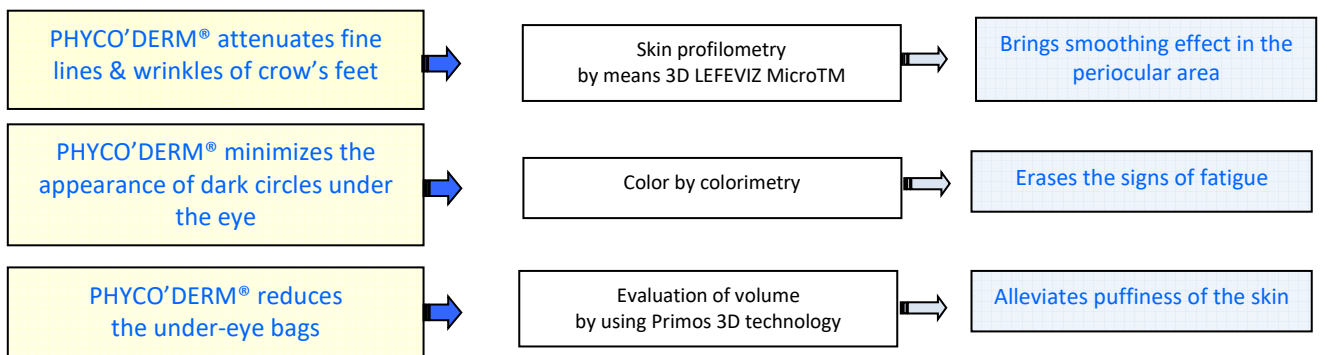 PHYCO’DERM® attenuates fine
lines & wrinkles of crow’s feet
Skin profilometry
by means 3D LEFEVIZ MicroTM
Brings smoothing effect in the
periocular area
PHYCO’DERM® minimizes the
appearance of dark circles under
the eye
Color by colorimetry
Erases the signs of fatigue
PHYCO’DERM® reduces
the under-eye bags
Evaluation of volume
by using Primos 3D technology
Alleviates puffiness of the skin